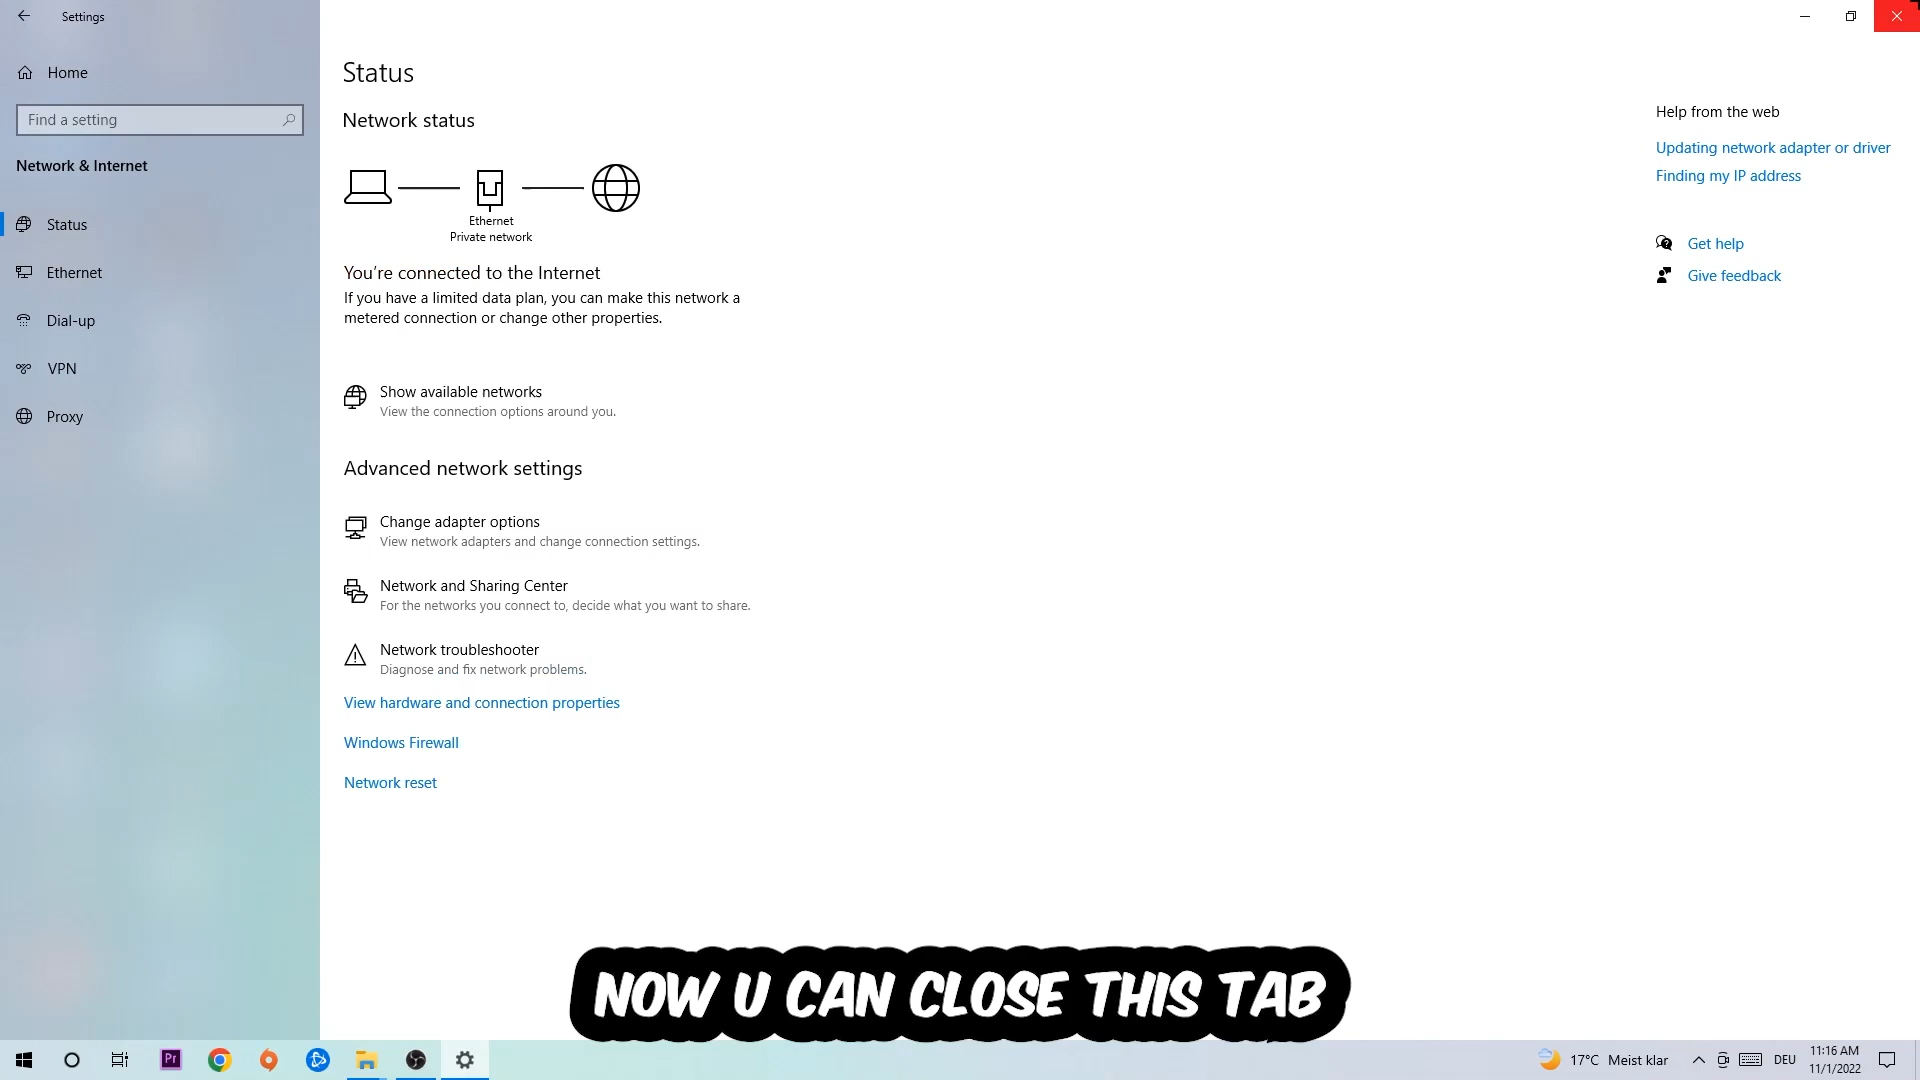 Settings
Home
Find a setting
Network & Internet
Status
Ethernet
Dial-up
VPN
Proxy
Status
Network status
Ethernet
Private network
You're connected to the Internet
If you have a limited data plan, you can make this network a
metered connection or change other properties.
Show available networks
View the connection options around you.
Advanced network settings
Change adapter options
View network adapters and change connection settings.
Network and Sharing Center
For the networks you connect to, decide what you want to share.
Network troubleshooter
Diagnose and fix network problems.
View hardware and connection properties
Windows Firewall
Network reset
Help from the web
Updating network adapter or driver
Finding my IP address
Get help
Give feedback
NOW U CAN CLOSE THIS TAB
Pr
17°C Meist klar
DEU
11:16 AM
11/1/2022